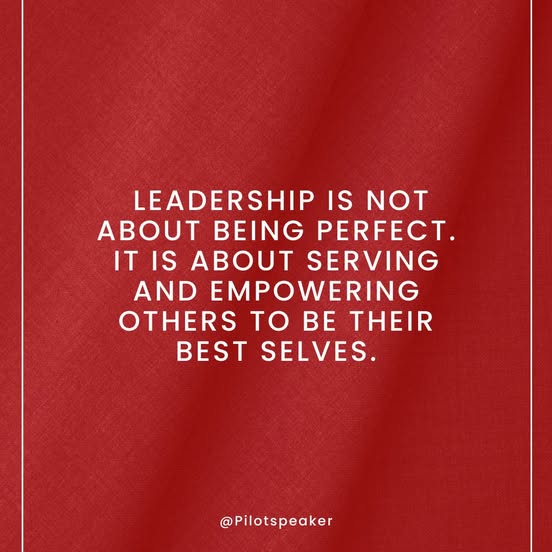 LEADERSHIP IS NOT
ABOUT BEING PERFECT.
IT IS ABOUT SERVING
AND EMPOWERING
OTHERS TO BE THEIR
BEST SELVES.
@Pilotspeaker